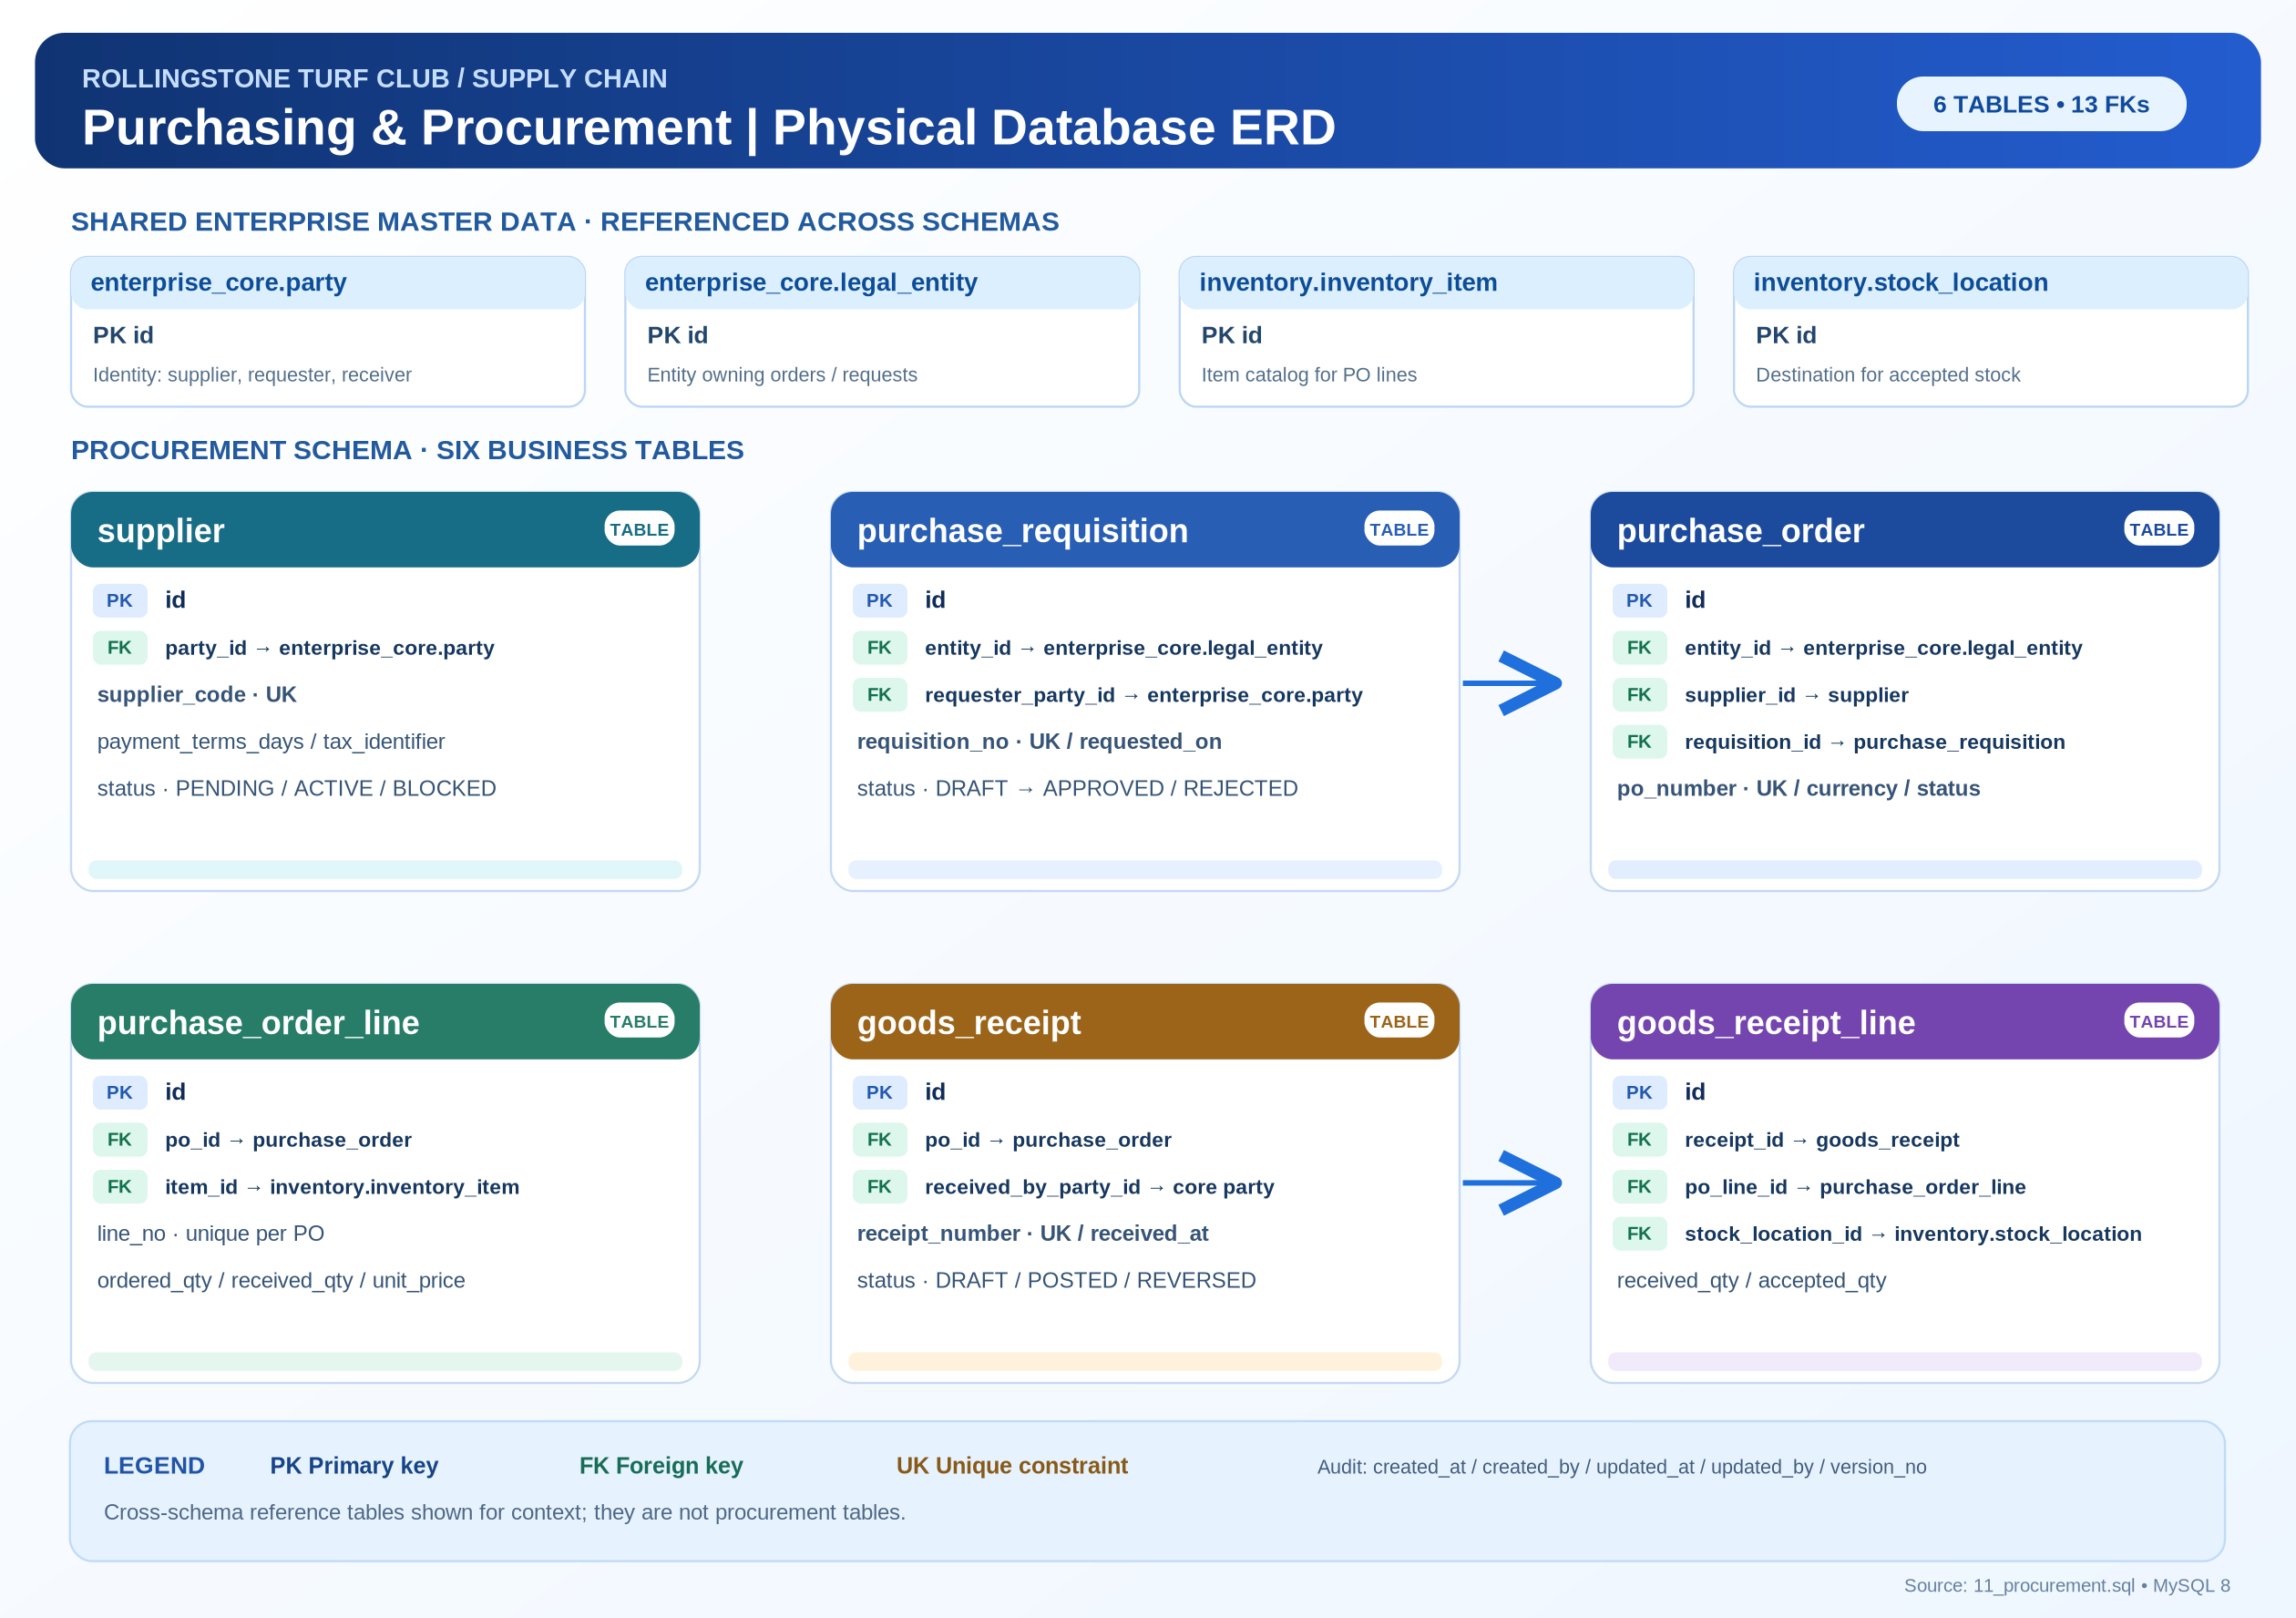 ROLLINGSTONE TURF CLUB / SUPPLY CHAIN
Purchasing & Procurement | Physical Database ERD
6 TABLES • 13 FKs
SHARED ENTERPRISE MASTER DATA · REFERENCED ACROSS SCHEMAS
enterprise_core.party
PK id
Identity: supplier, requester, receiver
enterprise_core.legal_entity
PK id
Entity owning orders / requests
inventory.inventory_item
PK id
Item catalog for PO lines
inventory.stock_location
PK id
Destination for accepted stock
PROCUREMENT SCHEMA · SIX BUSINESS TABLES
supplier
TABLE
PK id
FK party_id → enterprise_core.party
supplier_code · UK
payment_terms_days / tax_identifier
status · PENDING / ACTIVE / BLOCKED
purchase_requisition
TABLE
PK id
FK entity_id → enterprise_core.legal_entity
FK requester_party_id → enterprise_core.party
requisition_no · UK / requested_on
status · DRAFT → APPROVED / REJECTED
purchase_order
TABLE
PK id
FK entity_id → enterprise_core.legal_entity
FK supplier_id → supplier
FK requisition_id → purchase_requisition
po_number · UK / currency / status
purchase_order_line
TABLE
PK id
FK po_id → purchase_order
FK item_id → inventory.inventory_item
line_no · unique per PO
ordered_qty / received_qty / unit_price
goods_receipt
TABLE
PK id
FK po_id → purchase_order
FK received_by_party_id → core party
receipt_number · UK / received_at
status · DRAFT / POSTED / REVERSED
goods_receipt_line
TABLE
PK id
FK receipt_id → goods_receipt
FK po_line_id → purchase_order_line
FK stock_location_id → inventory.stock_location
received_qty / accepted_qty
LEGEND
PK Primary key
FK Foreign key
UK Unique constraint
Audit: created_at / created_by / updated_at / updated_by / version_no
Cross-schema reference tables shown for context; they are not procurement tables.
Source: 11_procurement.sql • MySQL 8